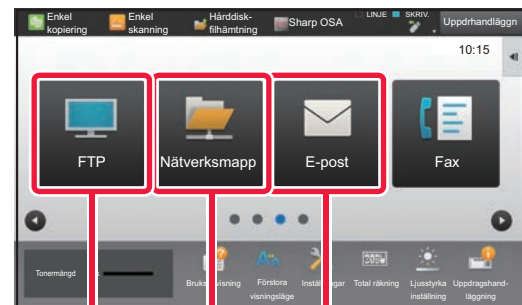 Enkel kopiering
Enkel skanning
Hårddisk-filhämtning
Sharp OSA
LINJE
SKRIV.
Uppdrhandläggn
10:15
FTP
Nätverksmapp
E-post
Fax
Tonermängd
Förstora visningsläge
Total räkning
Ljusstyrka inställning
Uppdragshand-läggning